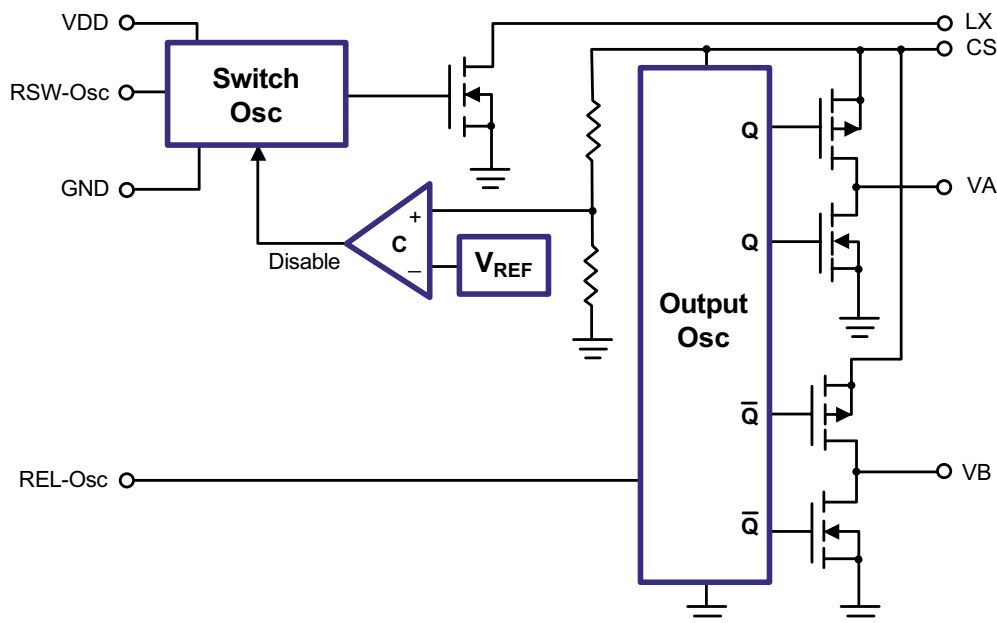 VDD
RSW-Osc
GND
Switch
Osc
LX
CS
Q
VA
+
C
–
VREF
Disable
Q
Output
Osc
Q̅
REL-Osc
VB
Q̅